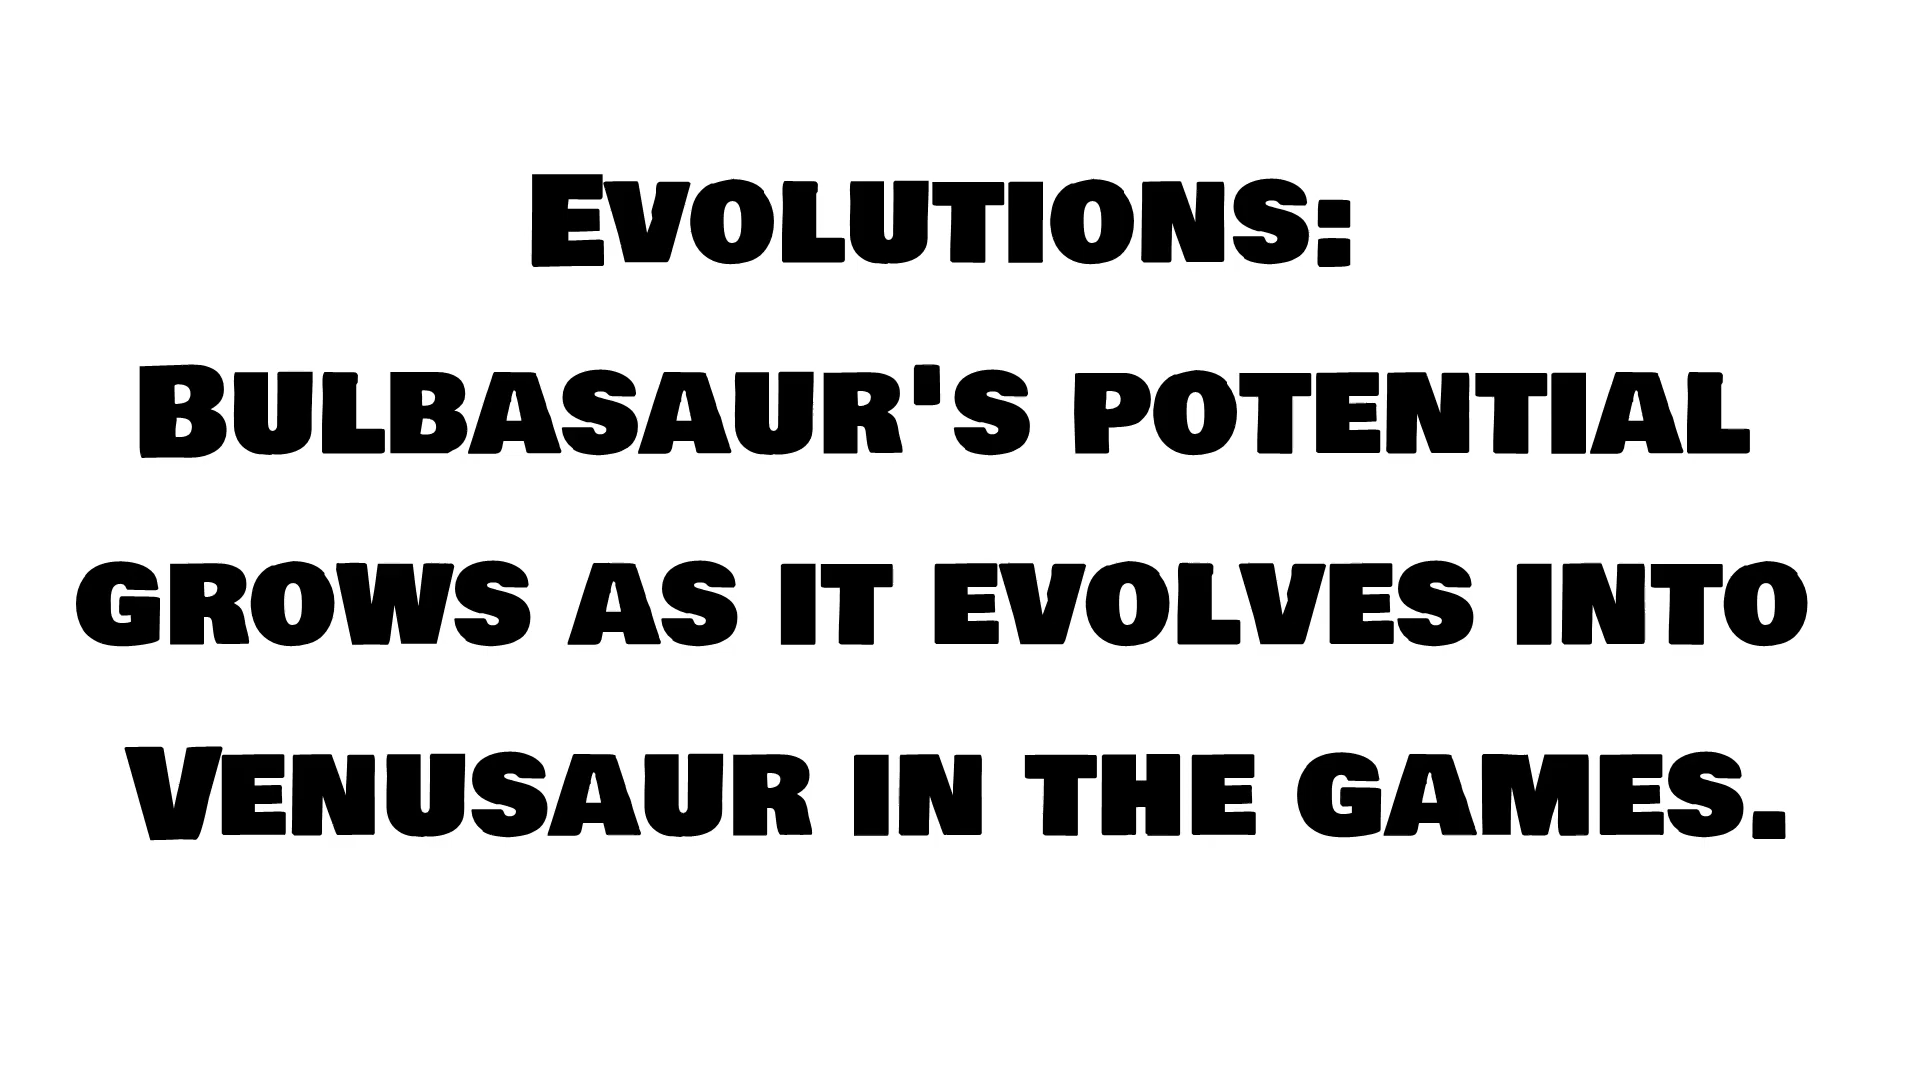 Evolutions:
Bulbasaur's potential
grows as it evolves into
Venusaur in the games.